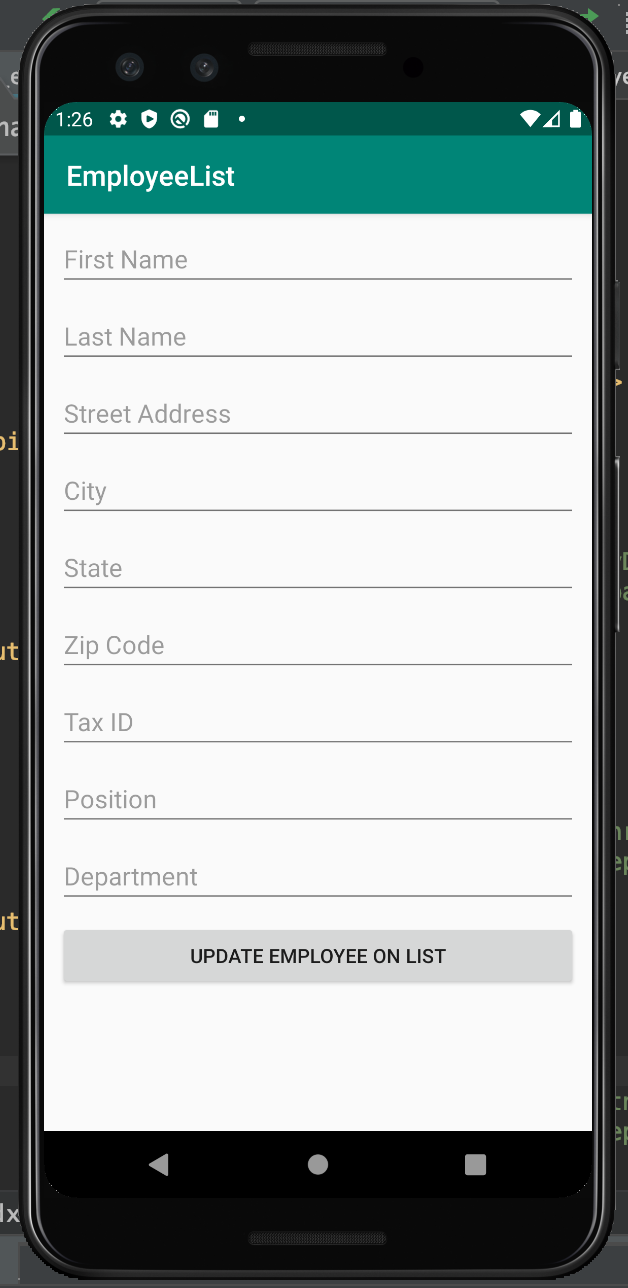 1:26
EmployeeList
First Name
Last Name
Street Address
City
State
Zip Code
Tax ID
Position
Department
UPDATE EMPLOYEE ON LIST